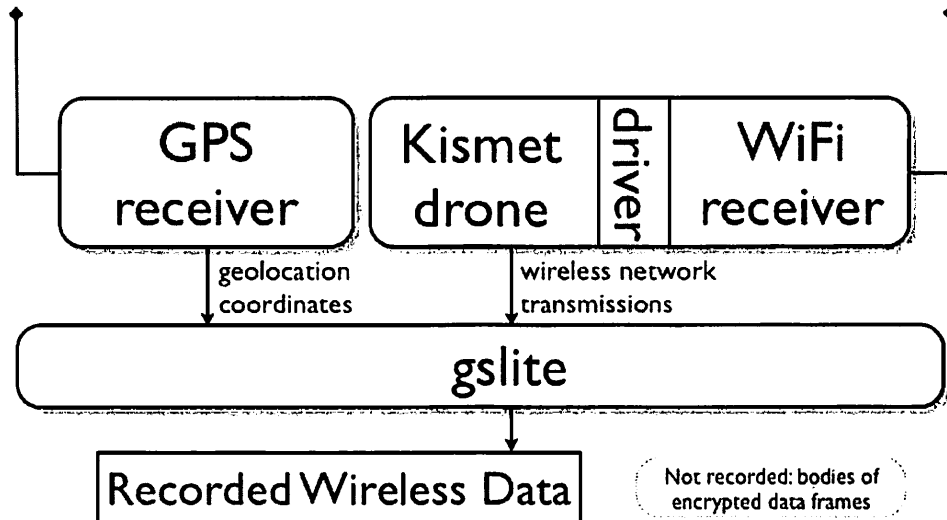 GPS
receiver
Kismet
drone
driver
WiFi
receiver
geolocation
coordinates
wireless network
transmissions
gslite
Recorded Wireless Data
Not recorded: bodies of
encrypted data frames